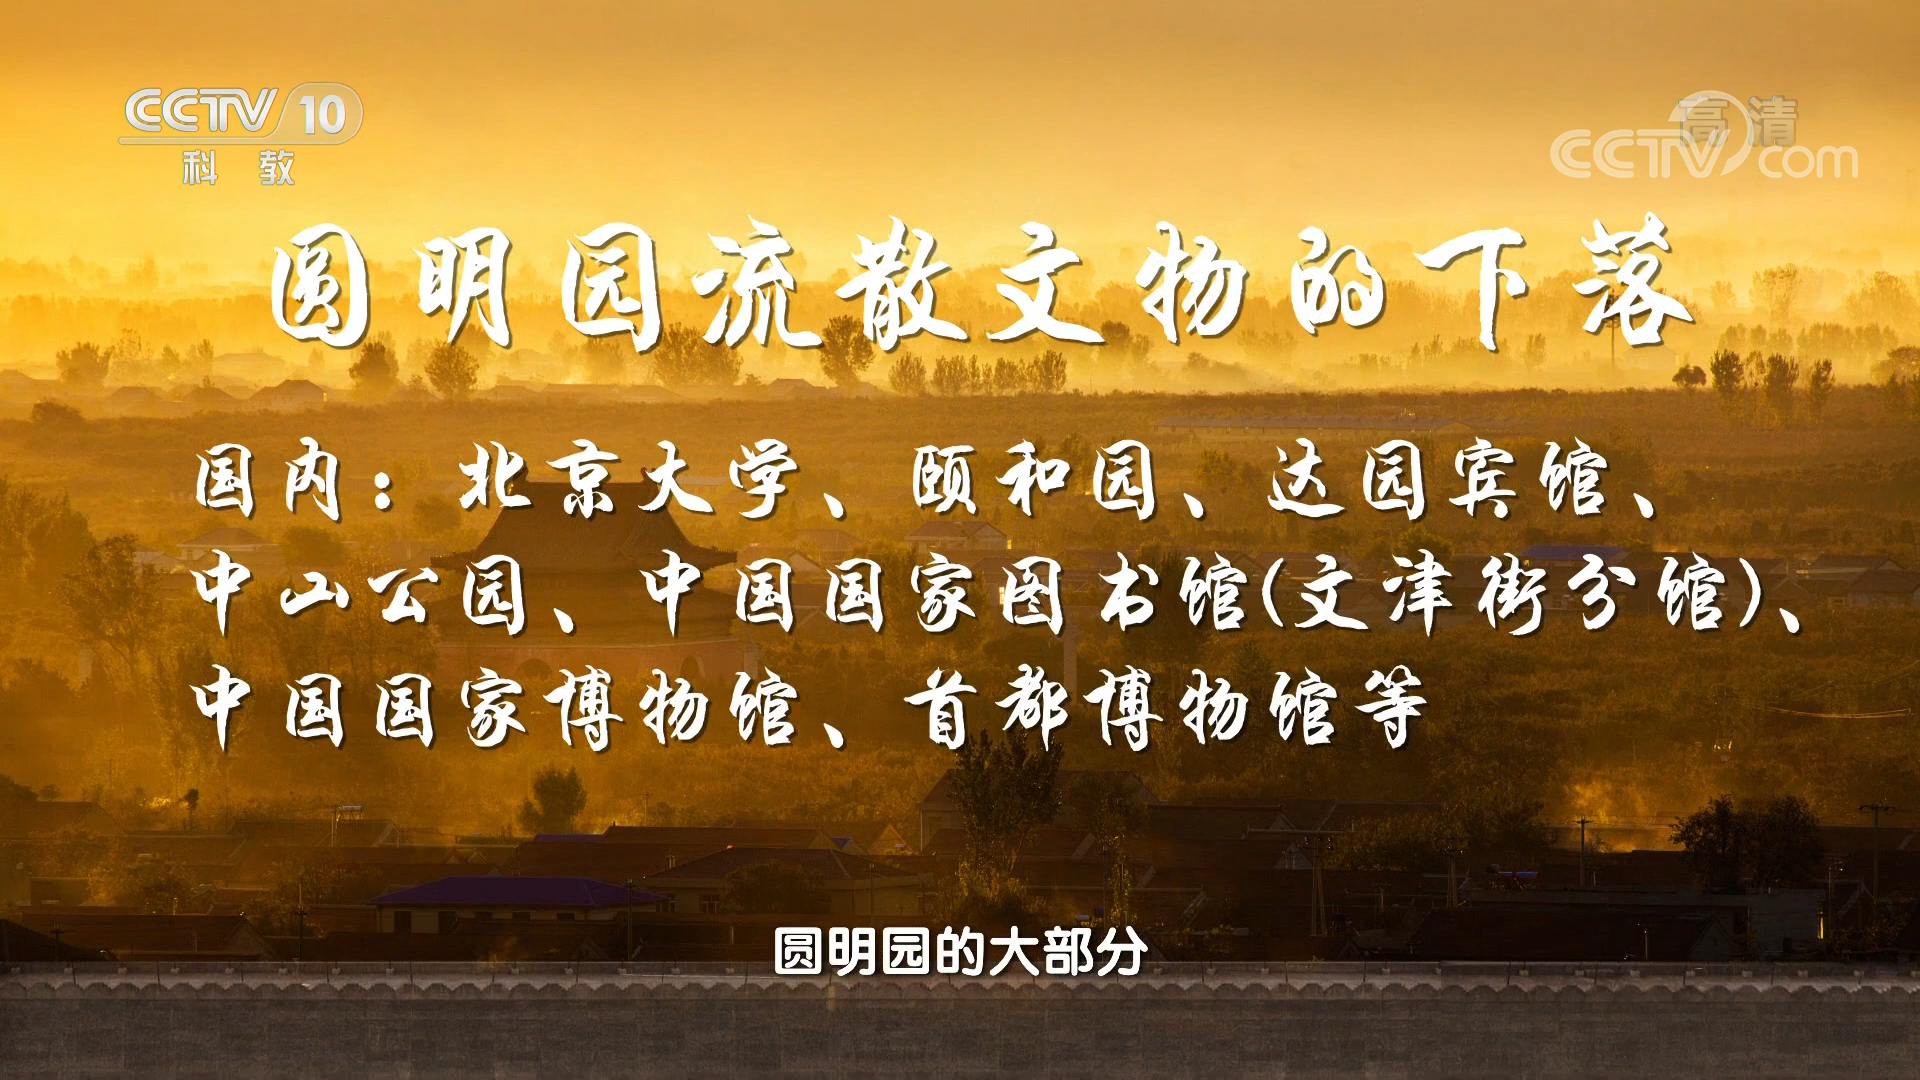 CCTV 10
科教
高清
CCTV.com
圆明园流散文物的下落
国内：北京大学、颐和园、达园宾馆、
中山公园、中国国家图书馆(文津街分馆)、
中国国家博物馆、首都博物馆等
圆明园的大部分